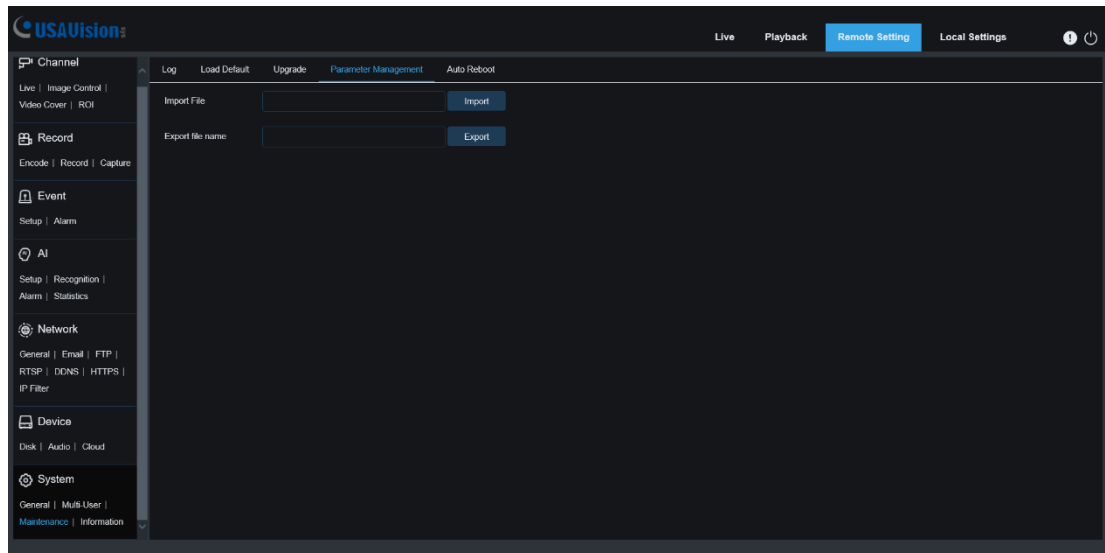 USAVision
Live
Playback
Remote Setting
Local Settings
Channel
Live | Image Control |
Video Cover | ROI
Record
Encode | Record | Capture
Event
Setup | Alarm
AI
Setup | Recognition |
Alarm | Statistics
Network
General | Email | FTP |
RTSP | DDNS | HTTPS |
IP Filter
Device
Disk | Audio | Cloud
System
General | Multi-User |
Maintenance | Information
Log
Load Default
Upgrade
Parameter Management
Auto Reboot
Import File
Import
Export file name
Export